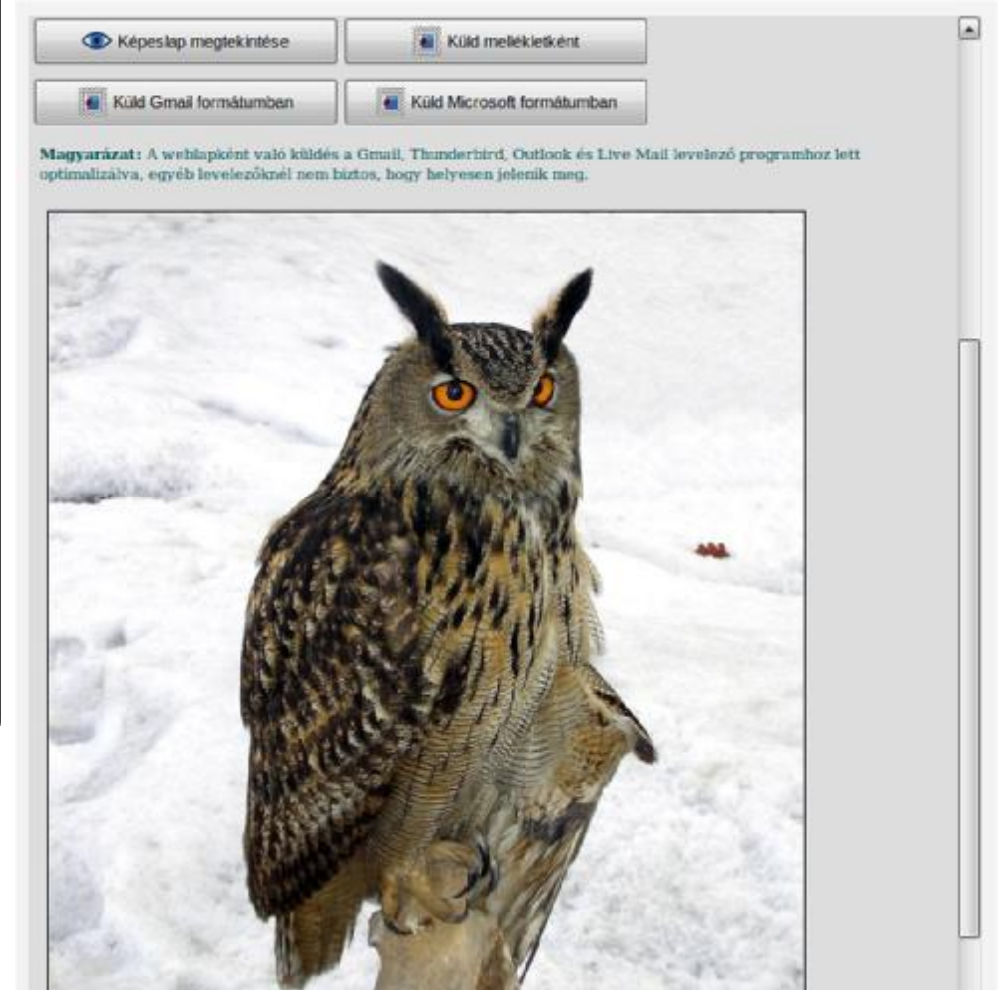 Képeslap megtekintése
Küld mellékletként
Küld Gmail formátumban
Küld Microsoft formátumban
Magyarázat: A weblapként való küldés a Gmail, Thunderbird, Outlook és Live Mail levelező programhoz lett
optimalizálva, egyéb levelezőknél nem biztos, hogy helyesen jelenik meg.